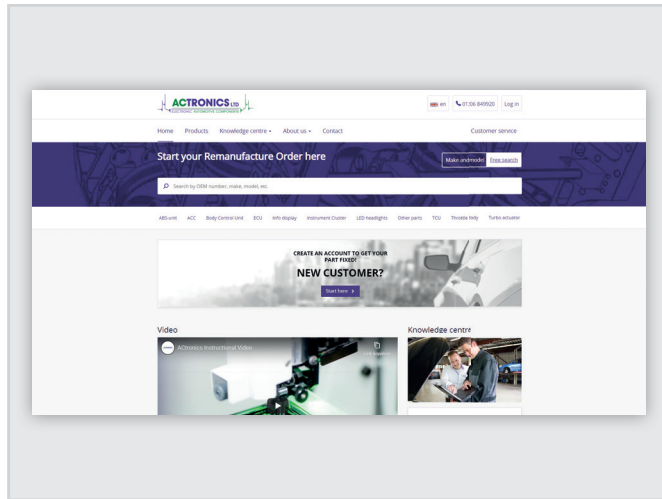 ACTRONICS LTD
ELECTRONIC AUTOMOTIVE COMPONENTS
en
01206 849920
Log in
Home
Products
Knowledge centre
About us
Contact
Customer service
Start your Remanufacture Order here
Make andmodel
Free search
Search by OEM number, make, model, etc.
ABS unit
ACC
Body Control Unit
ECU
Info display
Instrument Cluster
LED headlights
Other parts
TCU
Throttle body
Turbo actuator
CREATE AN ACCOUNT TO GET YOUR
PART FIXED!
NEW CUSTOMER?
Start here
Video
Knowledge centre
ACtronics Instructional Video